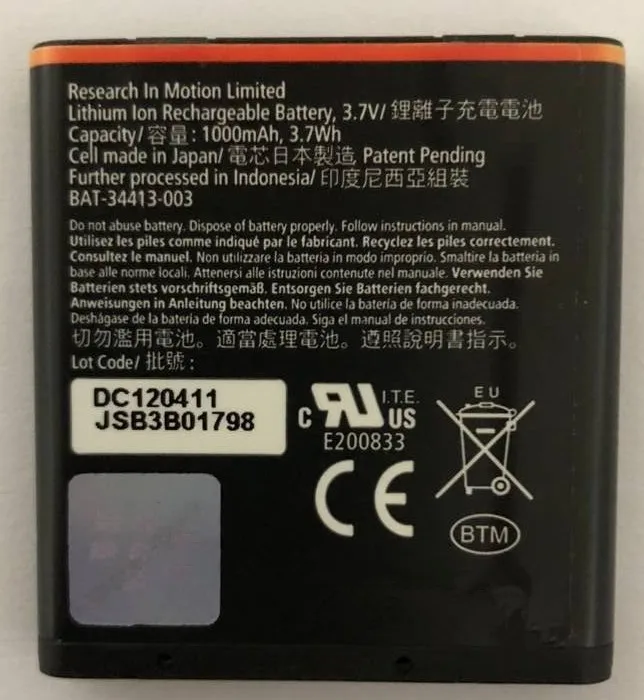 Research In Motion Limited
Lithium Ion Rechargeable Battery, 3.7V/ 鋰離子充電電池
Capacity/ 容量: 1000mAh, 3.7Wh
Cell made in Japan/ 電芯日本製造 Patent Pending
Further processed in Indonesia/ 印度尼西亞組裝
BAT-34413-003
Do not abuse battery. Dispose of battery properly. Follow instructions in manual.
Utilisez les piles comme indiqué par le fabricant. Recyclez les piles correctement.
Consultez le manuel. Non utilizzare la batteria in modo improprio. Smaltire la batteria in
base alle norme locali. Attenersi alle istruzioni contenute nel manuale. Verwenden Sie
Batterien stets vorschriftsgemäß. Entsorgen Sie Batterien fachgerecht.
Anweisungen in Anleitung beachten. No utilice la batería de forma inadecuada.
Deshágase de la batería de forma adecuada. Siga el manual de instrucciones.
切勿濫用電池。適當處理電池。遵照說明書指示。
Lot Code/ 批號:
DC120411
JSB3B01798
C RU US I.T.E.
E200833
CE
EU
BTM